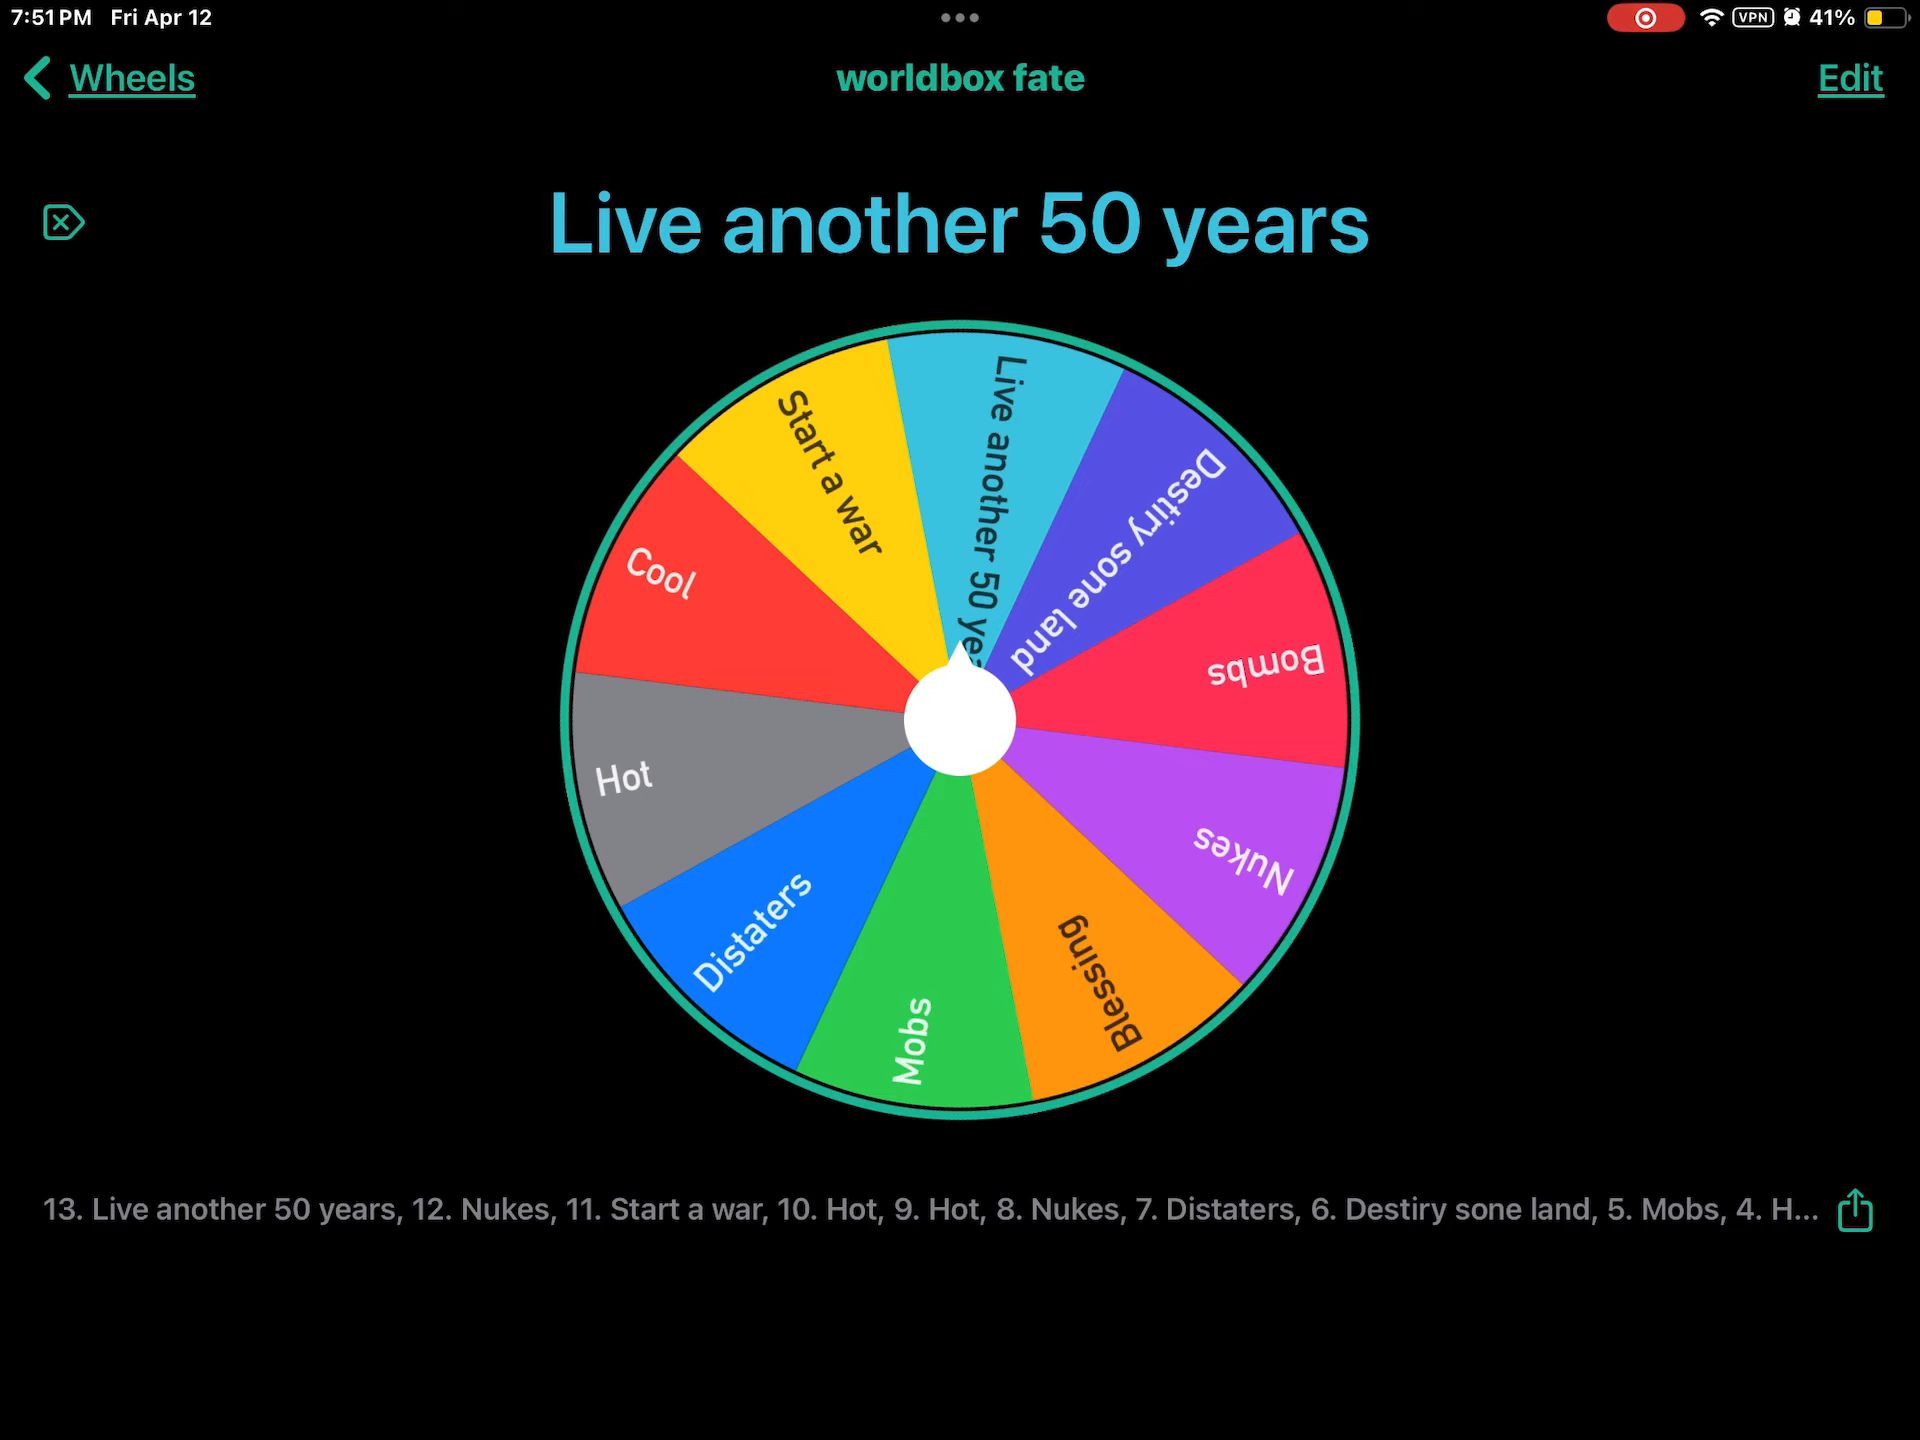 7:51 PM Fri Apr 12
VPN 41%
Wheels
worldbox fate
Edit
Live another 50 years
Live another 50 ye
Destiry sone land
Bombs
Nukes
Blessing
Mobs
Distaters
Hot
Cool
Start a war
13. Live another 50 years, 12. Nukes, 11. Start a war, 10. Hot, 9. Hot, 8. Nukes, 7. Distaters, 6. Destiry sone land, 5. Mobs, 4. H...